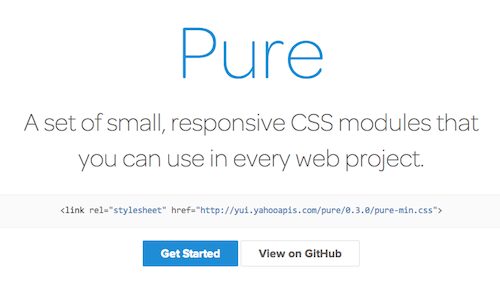 Pure
A set of small, responsive CSS modules that
you can use in every web project.
<link rel="stylesheet" href="http://yui.yahooapis.com/pure/0.3.0/pure-min.css">
Get Started
View on GitHub